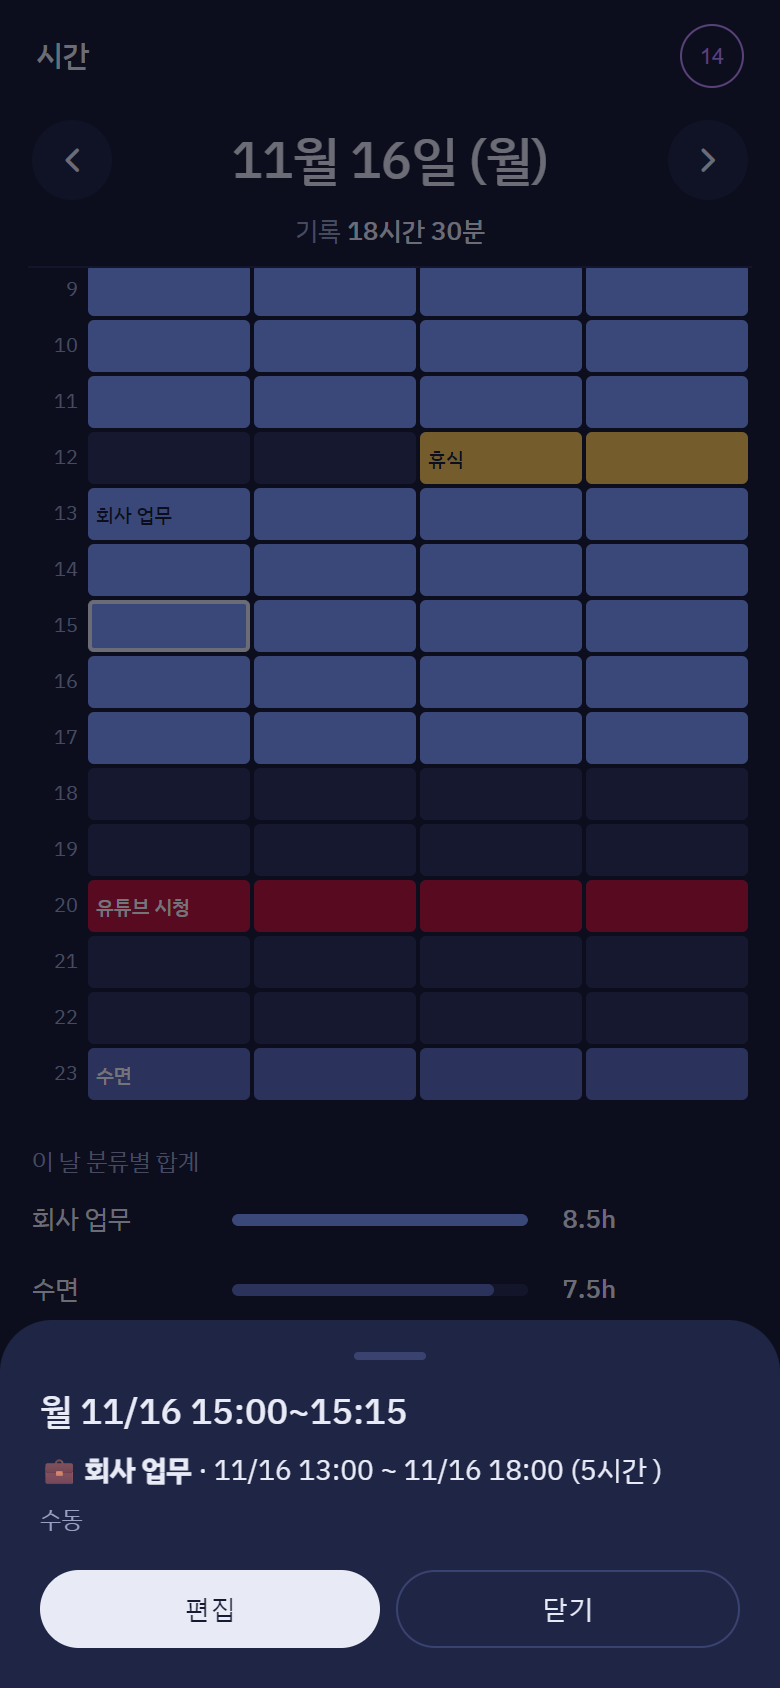 시간
14
11월 16일 (월)
기록 18시간 30분
9
10
11
12 휴식
13 회사 업무
14
15
16
17
18
19
20 유튜브 시청
21
22
23 수면
이 날 분류별 합계
회사 업무 8.5h
수면 7.5h
월 11/16 15:00~15:15
회사 업무 · 11/16 13:00 ~ 11/16 18:00 (5시간 )
수동
편집 닫기